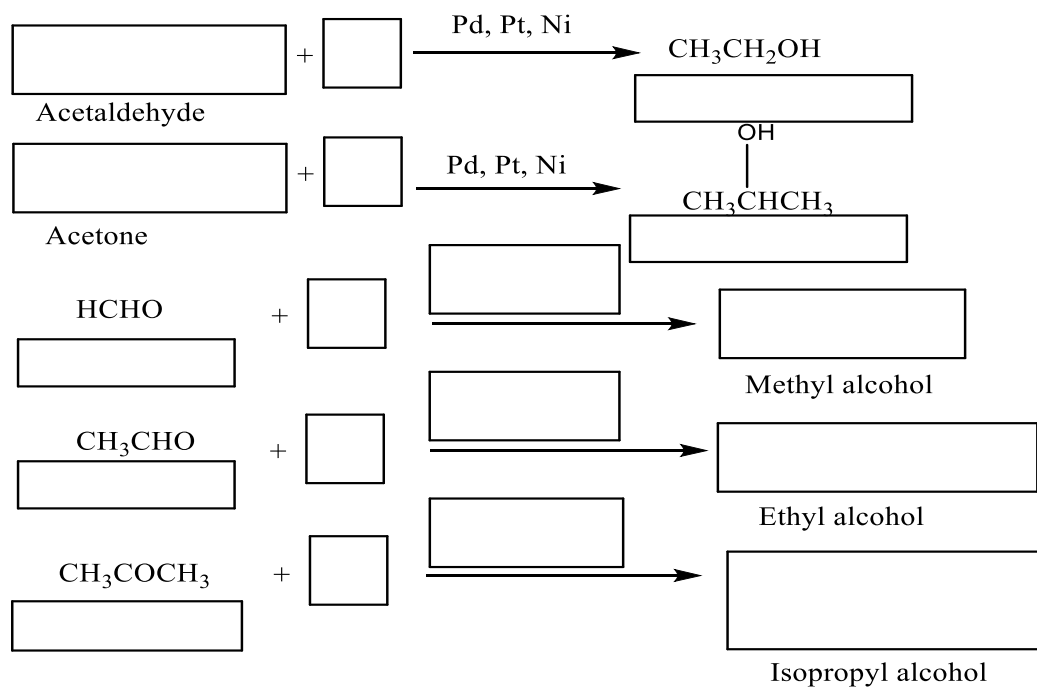 + Pd, Pt, Ni CH₃CH₂OH
Acetaldehyde
OH
+ Pd, Pt, Ni
CH₃CHCH₃
Acetone
HCHO +
Methyl alcohol
CH₃CHO +
Ethyl alcohol
CH₃COCH₃ +
Isopropyl alcohol